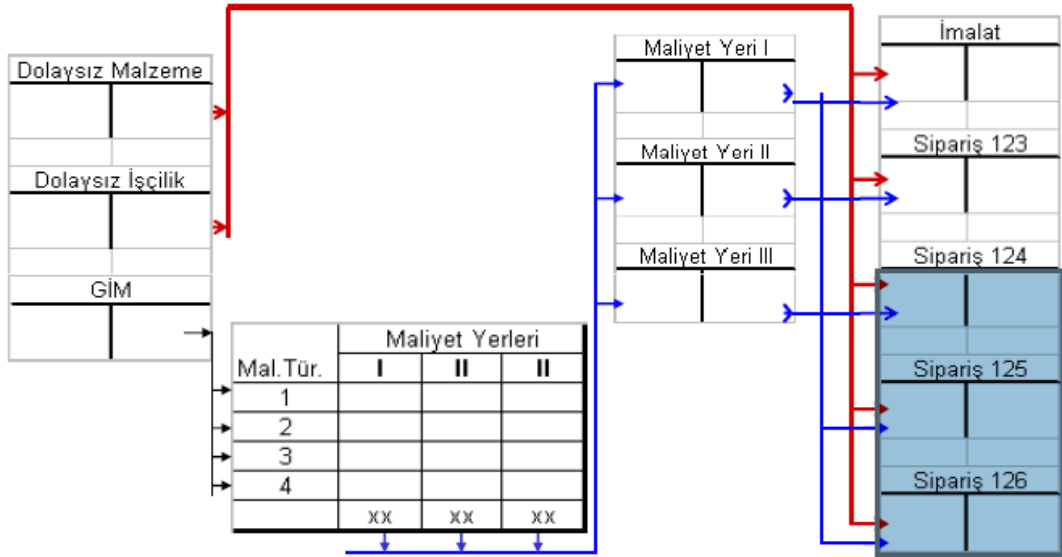 Dolaysız Malzeme
Dolaysız İşçilik
GİM
Mal.Tür.
Maliyet Yerleri
I II II
1
2
3
4
xx xx xx
Maliyet Yeri I
Maliyet Yeri II
Maliyet Yeri III
İmalat
Sipariş 123
Sipariş 124
Sipariş 125
Sipariş 126